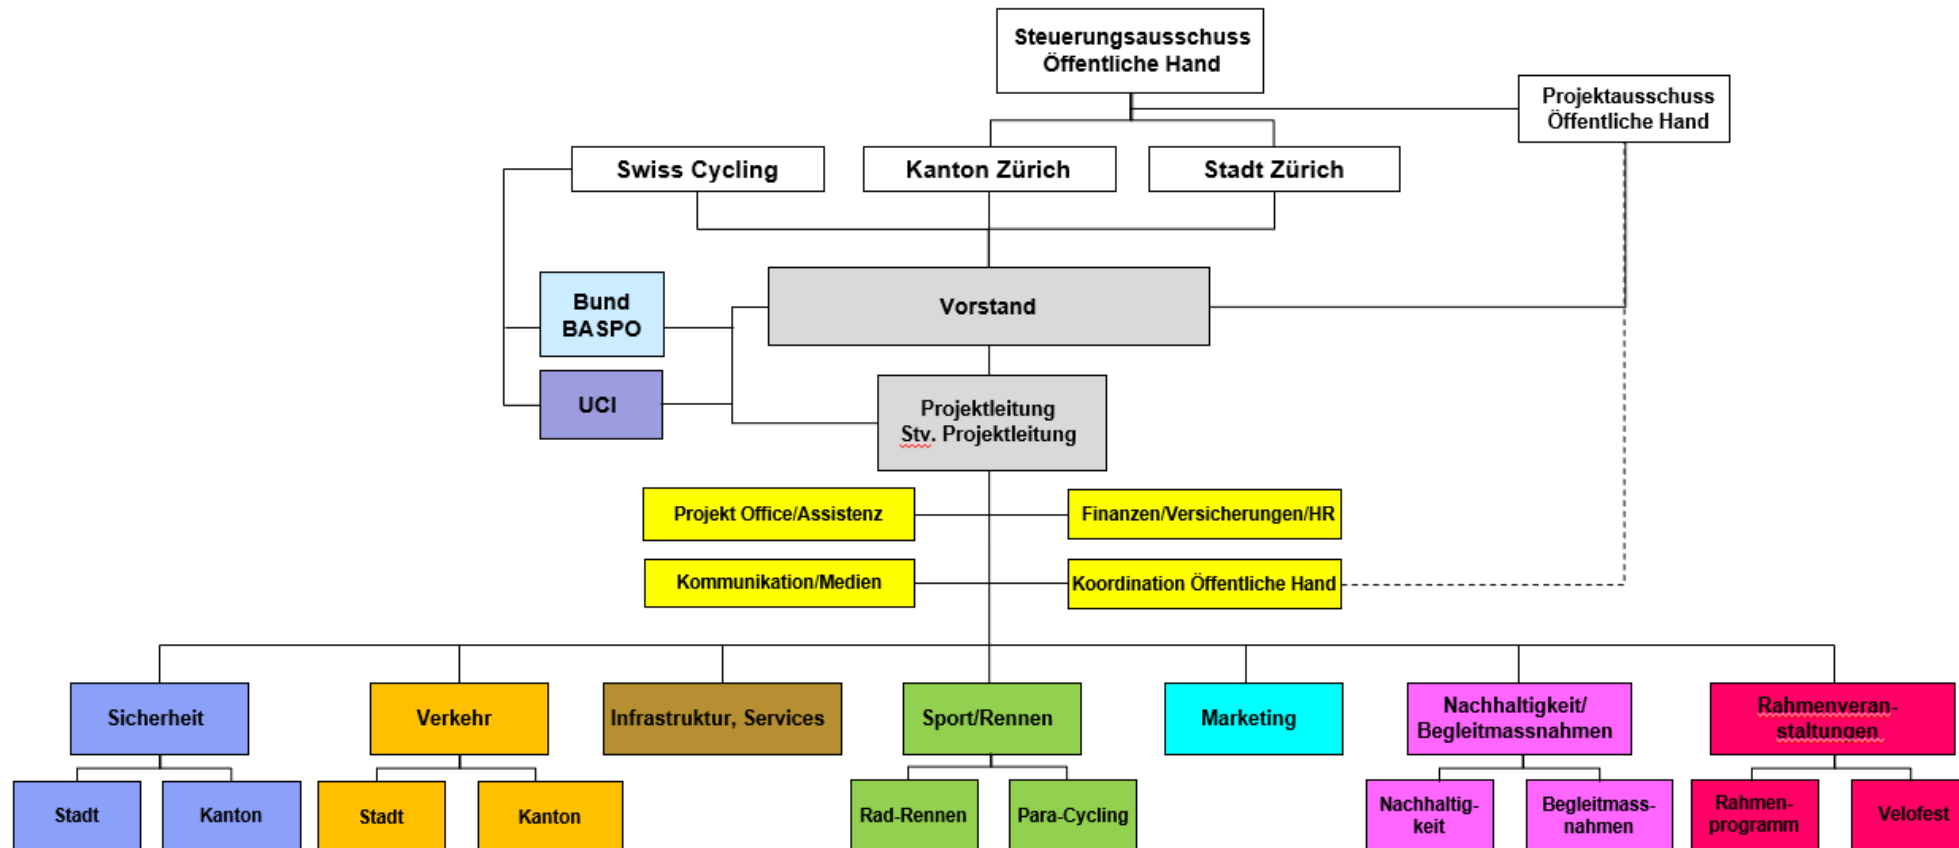 Steuerungsausschuss
Öffentliche Hand
Projektausschuss
Öffentliche Hand
Swiss Cycling
Kanton Zürich
Stadt Zürich
Bund
BASPO
Vorstand
UCI
Projektleitung
Stv. Projektleitung
Projekt Office/Assistenz
Finanzen/Versicherungen/HR
Kommunikation/Medien
Koordination Öffentliche Hand
Sicherheit
Verkehr
Infrastruktur, Services
Sport/Rennen
Marketing
Nachhaltigkeit/
Begleitmassnahmen
Rahmenveran-
staltungen
Stadt
Kanton
Stadt
Kanton
Rad-Rennen
Para-Cycling
Nachhaltig-
keit
Begleitmass-
nahmen
Rahmen-
programm
Velofest